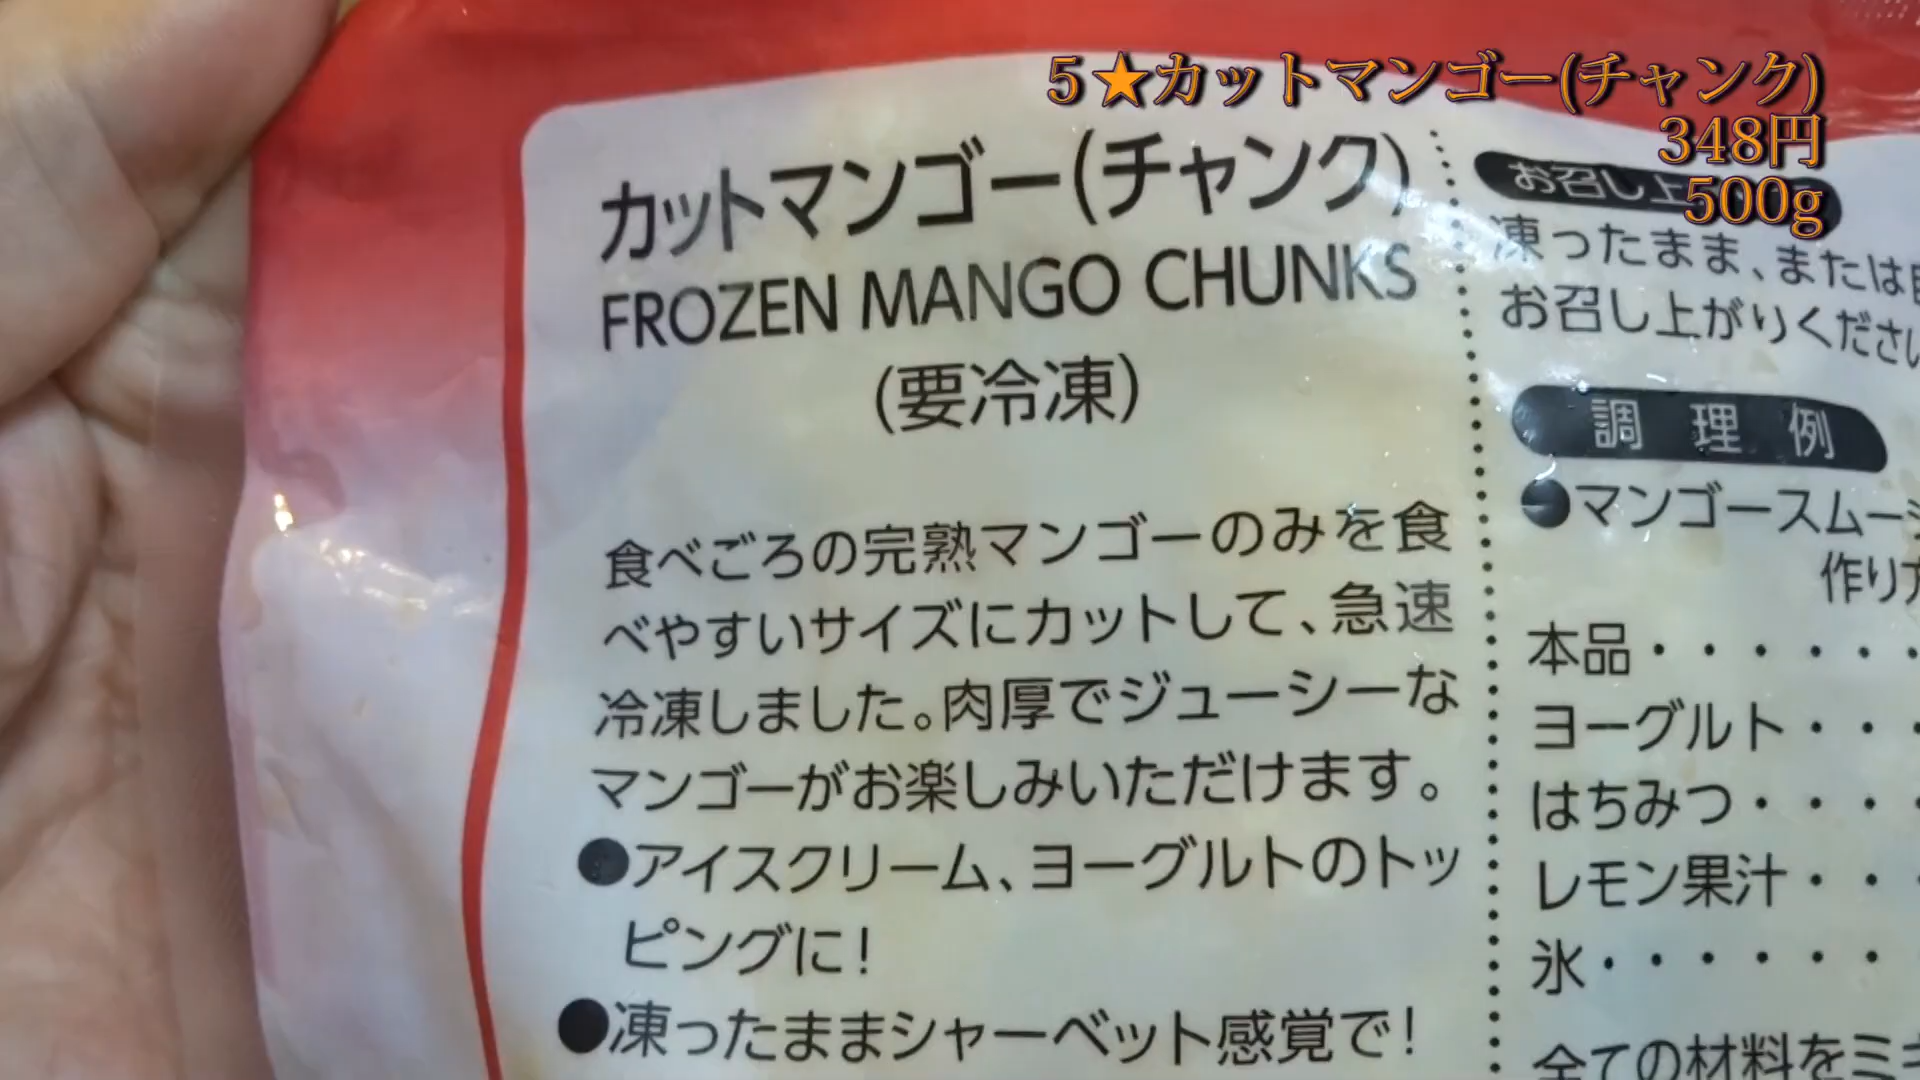 5★カットマンゴー(チャンク)
348円
500g
カットマンゴー(チャンク)
FROZEN MANGO CHUNKS
(要冷凍)
食べごろの完熟マンゴーのみを食
べやすいサイズにカットして、急速
冷凍しました。肉厚でジューシーな
マンゴーがお楽しみいただけます。
●アイスクリーム、ヨーグルトのトッ
ピングに!
●凍ったままシャーベット感覚で!
お召し上
凍ったまま、または
お召し上がりくださ
調理例
●マンゴースムー
作り
本品・・・・・・
ヨーグルト・・・
はちみつ・・・・
レモン果汁・・・
氷・・・・・・・
全ての材料をミ